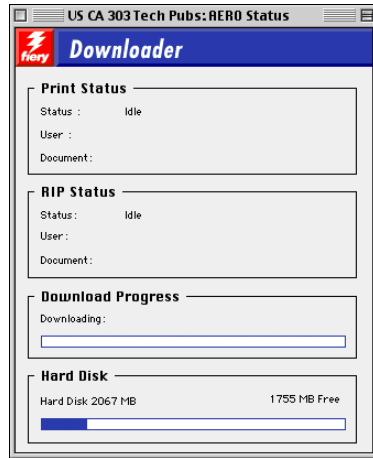 US CA 303 Tech Pubs:AERO Status
fiery Downloader
Print Status
Status : Idle
User :
Document :
RIP Status
Status : Idle
User :
Document :
Download Progress
Downloading :
Hard Disk
Hard Disk 2067 MB 1755 MB Free